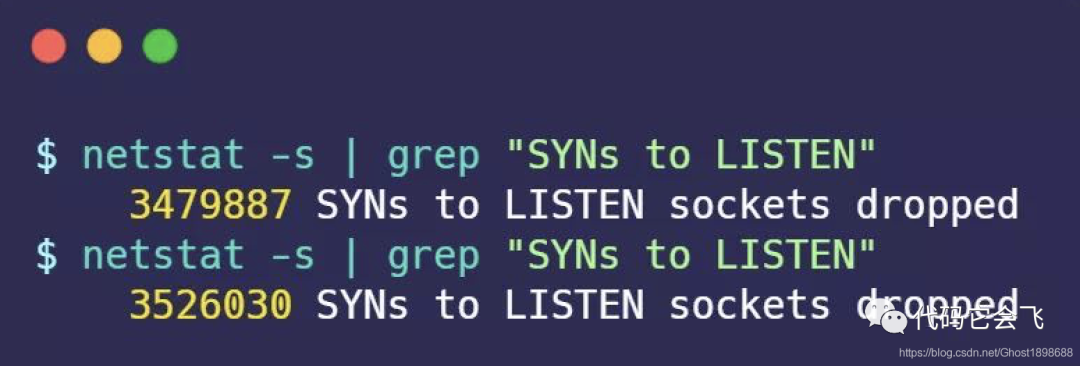 $ netstat -s | grep "SYNs to LISTEN"
3479887 SYNs to LISTEN sockets dropped
$ netstat -s | grep "SYNs to LISTEN"
3526030 SYNs to LISTEN sockets dropped
代码它会飞
https://blog.csdn.net/Ghost1898688